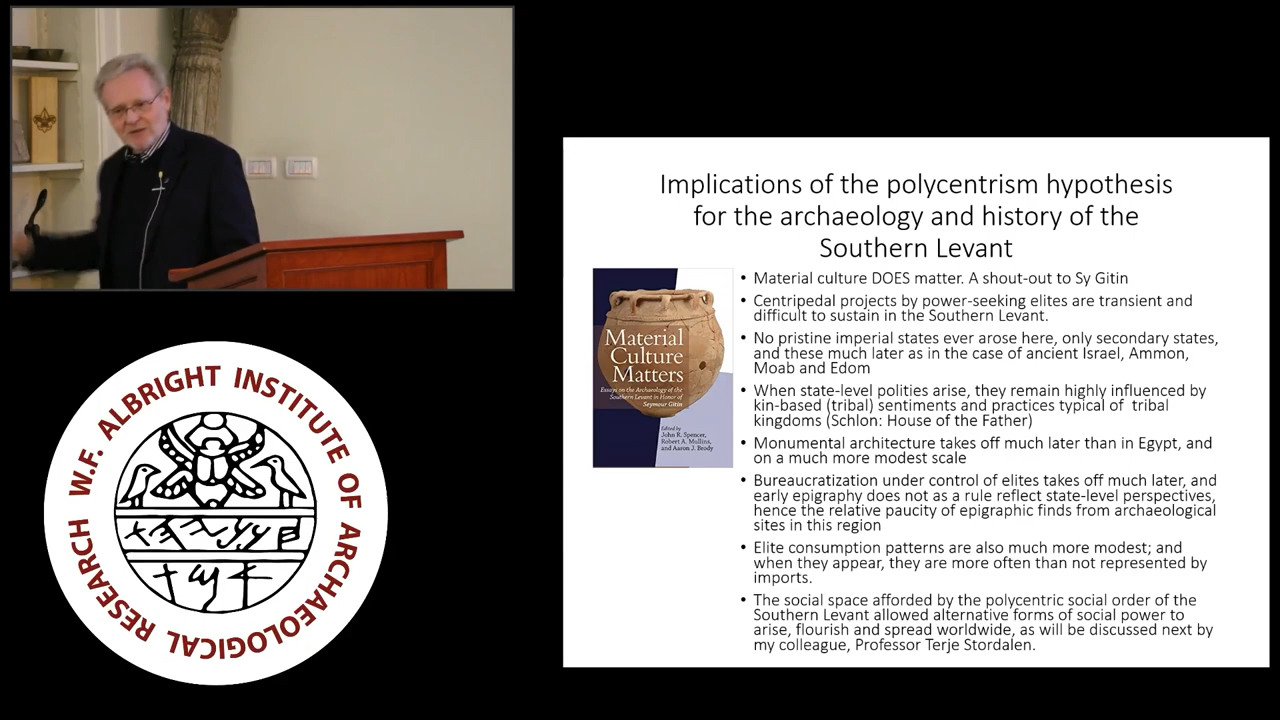 Implications of the polycentrism hypothesis
for the archaeology and history of the
Southern Levant
• Material culture DOES matter. A shout-out to Sy Gitin
• Centripedal projects by power-seeking elites are transient and
difficult to sustain in the Southern Levant.
• No pristine imperial states ever arose here, only secondary states,
and these much later as in the case of ancient Israel, Ammon,
Moab and Edom
• When state-level polities arise, they remain highly influenced by
kin-based (tribal) sentiments and practices typical of tribal
kingdoms (Schlon: House of the Father)
• Monumental architecture takes off much later than in Egypt, and
on a much more modest scale
• Bureaucratization under control of elites takes off much later, and
early epigraphy does not as a rule reflect state-level perspectives,
hence the relative paucity of epigraphic finds from archaeological
sites in this region
• Elite consumption patterns are also much more modest; and
when they appear, they are more often than not represented by
imports.
• The social space afforded by the polycentric social order of the
Southern Levant allowed alternative forms of social power to
arise, flourish and spread worldwide, as will be discussed next by
my colleague, Professor Terje Stordalen.
Material
Culture
Matters
Essays on the Archaeology of the
Southern Levant in Honor of
Seymour Gitin
Edited by
John R. Spencer,
Robert A. Mullins,
and Aaron J. Brody
W.F. ALBRIGHT INSTITUTE OF ARCHAEOLOGICAL RESEARCH